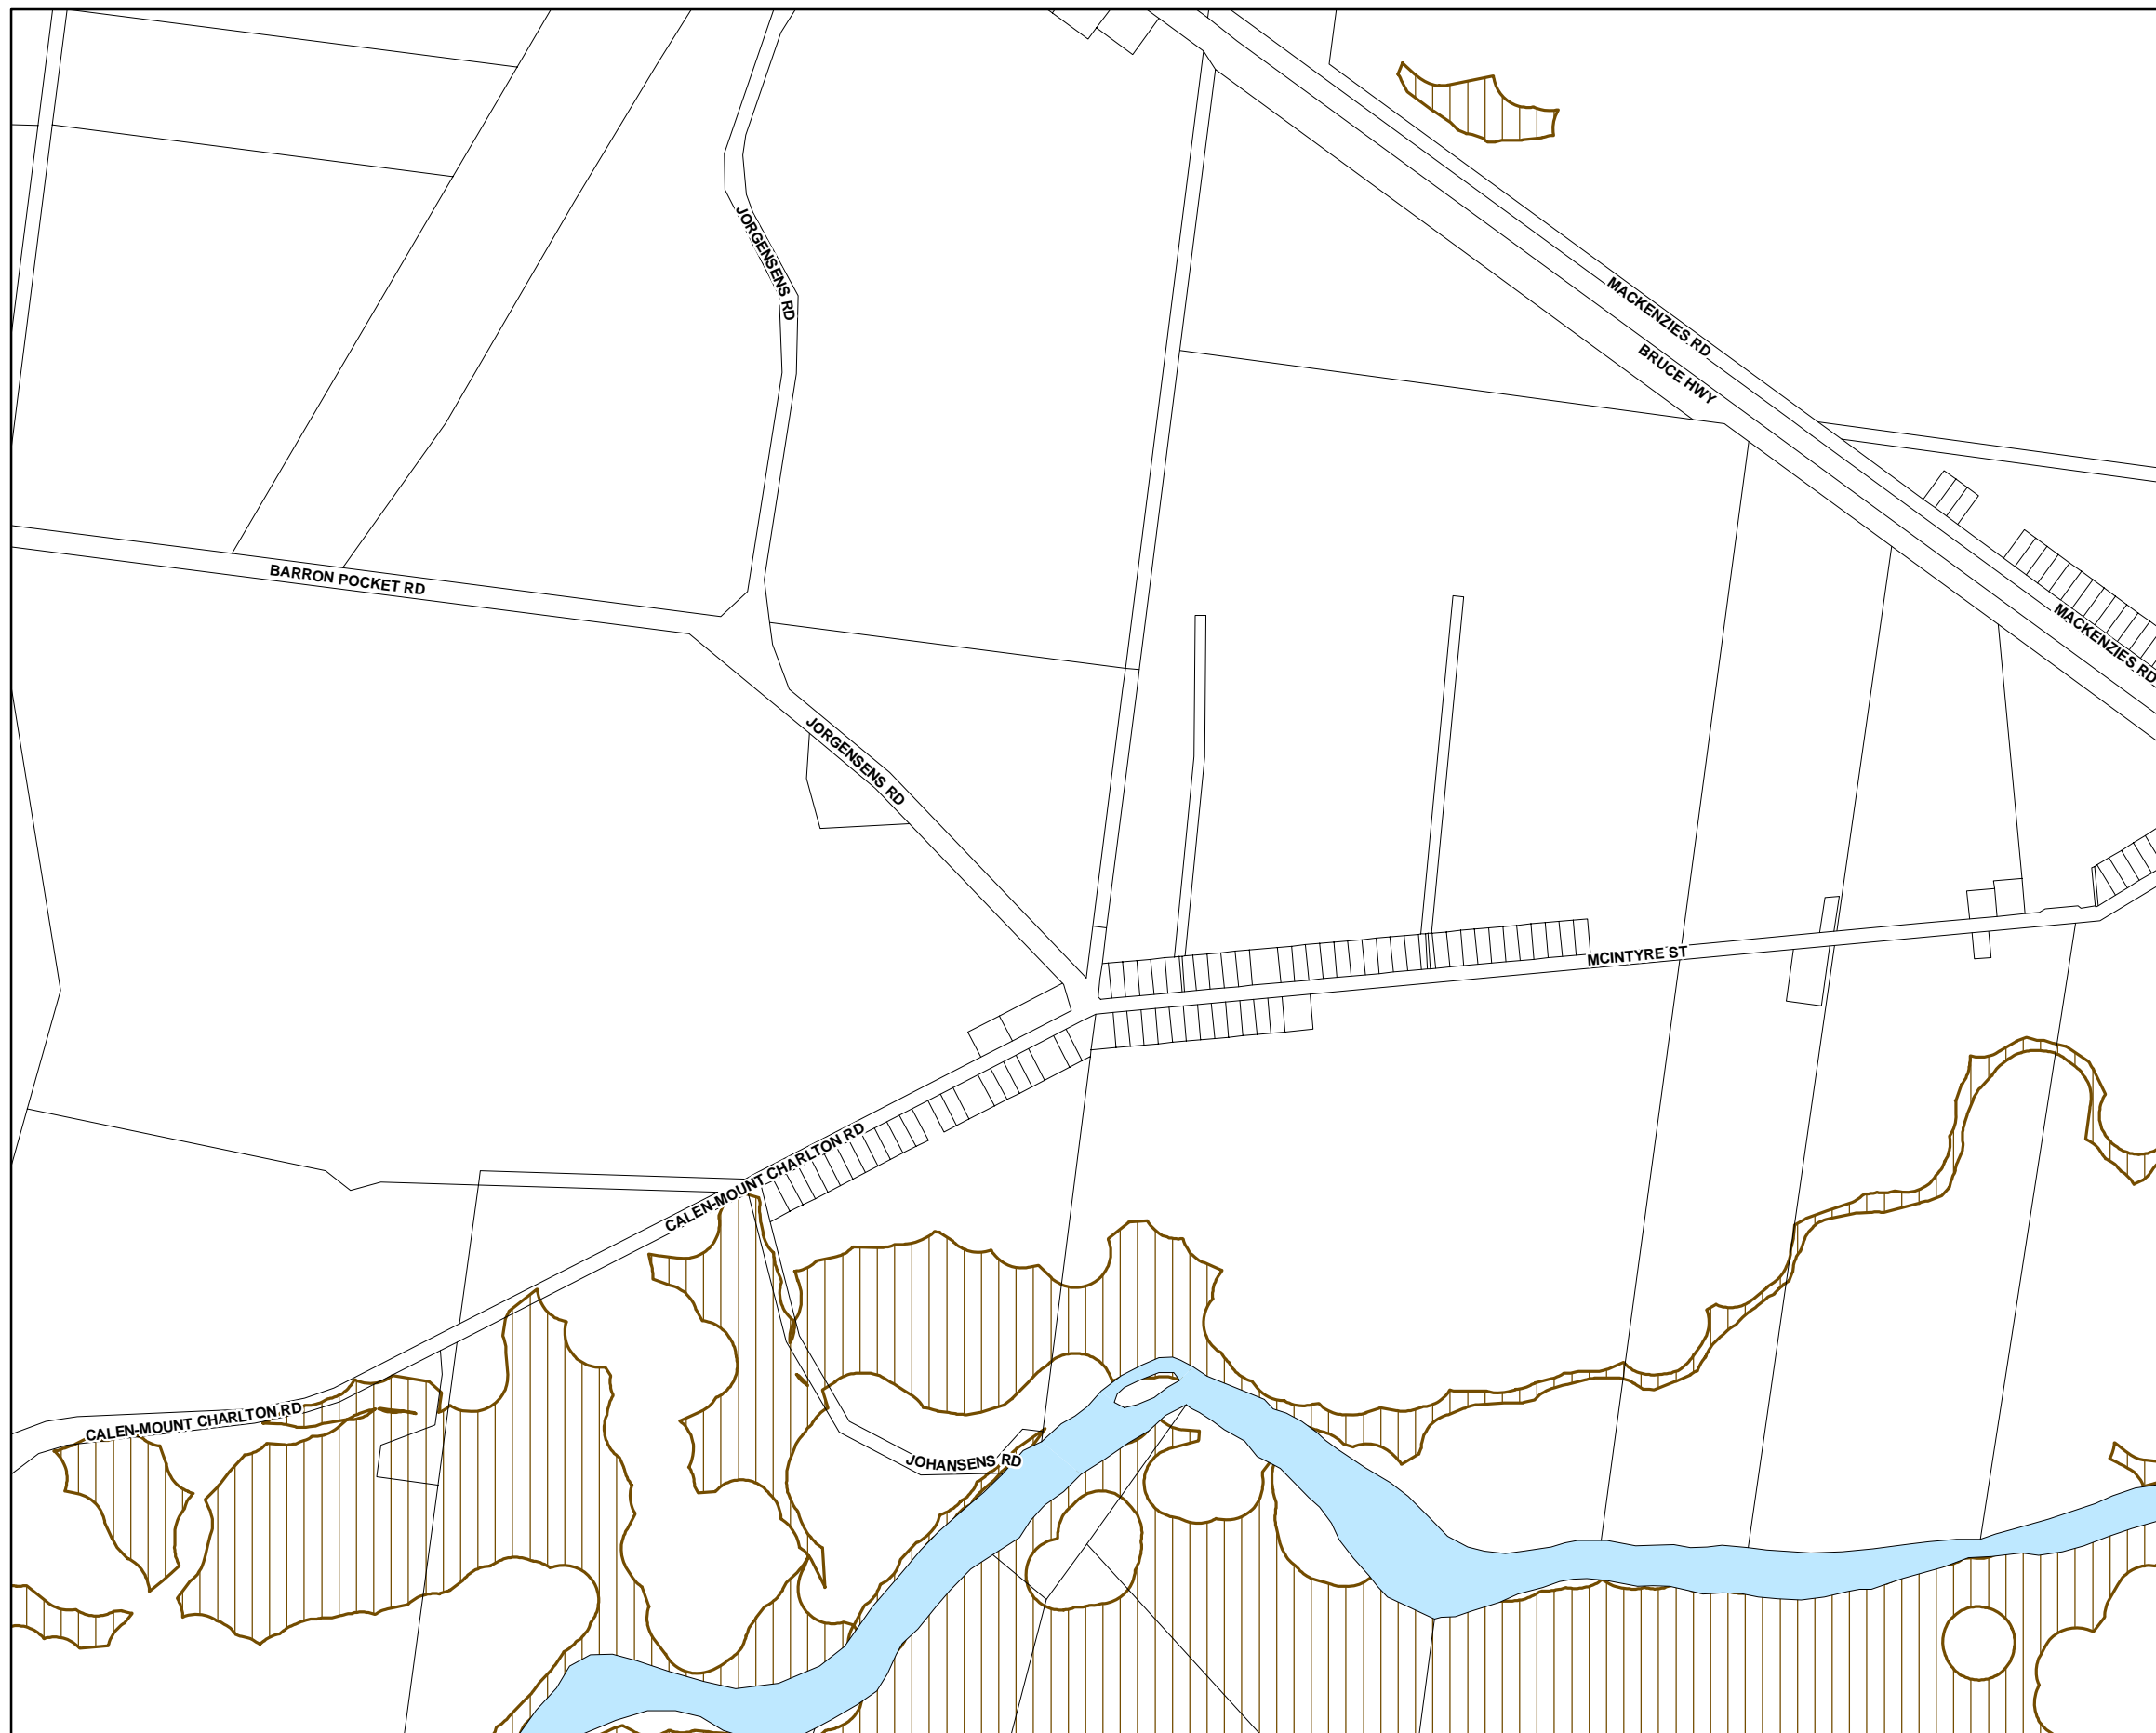 JORGENSENS RD
MACKENZIES RD
BRUCE HWY
BARRON POCKET RD
MACKENZIES RD
JORGENSENS RD
MCINTYRE ST
CALEN-MOUNT CHARLTON RD
CALEN-MOUNT CHARLTON RD
JOHANSENS RD